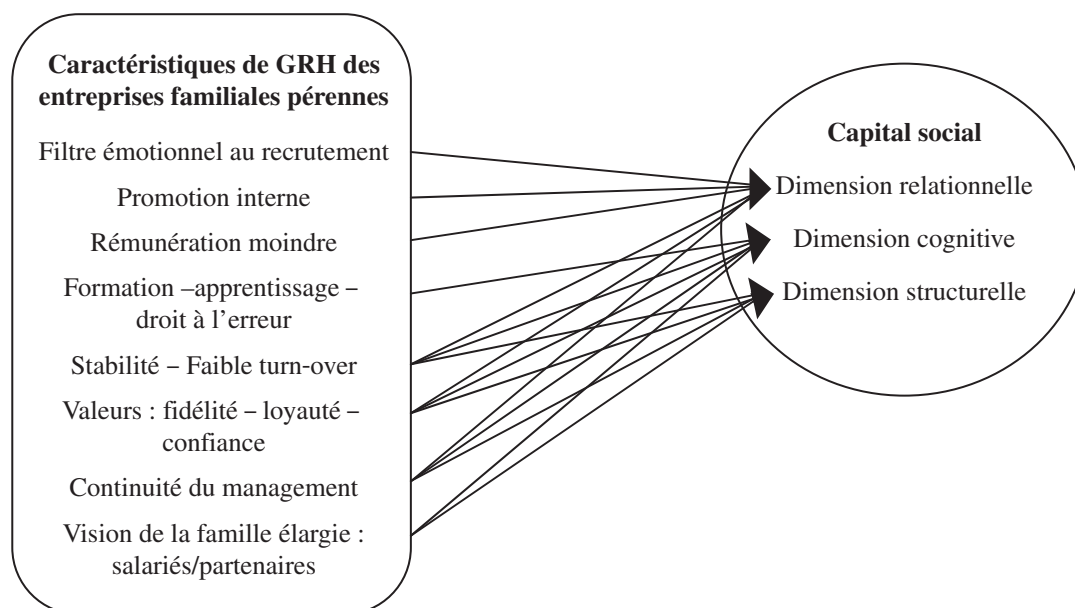 Caractéristiques de GRH des
entreprises familiales pérennes
Filtre émotionnel au recrutement
Promotion interne
Rémunération moindre
Formation –apprentissage –
droit à l’erreur
Stabilité – Faible turn-over
Valeurs : fidélité – loyauté –
confiance
Continuité du management
Vision de la famille élargie :
salariés/partenaires
Capital social
Dimension relationnelle
Dimension cognitive
Dimension structurelle